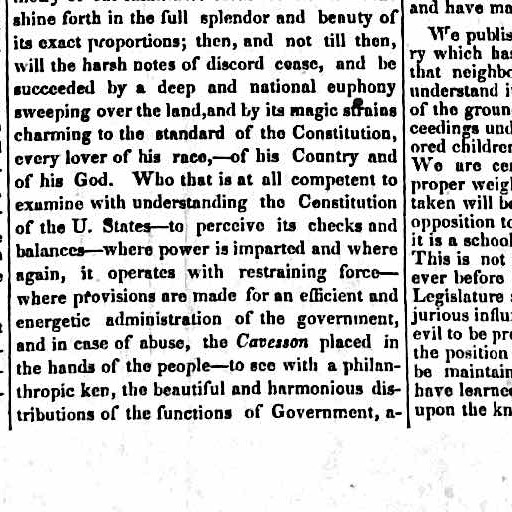 shine forth in the full splendor and beauty of
its exact proportions; then, and not till then,
will the harsh notes of discord cease, and be
succeeded by a deep and national euphony
sweeping over the land,and by its magic strains
charming to the standard of the Constitution,
every lover of his race,—of his Country and
of his God. Who that is at all competent to
examine with understanding the Constitution
of the U. States—to perceive its checks and
balances—where power is imparted and where
again, it operates with restraining force—
where provisions are made for an efficient and
energetic administration of the government,
and in case of abuse, the Cavesson placed in
the hands of the people—to see with a philan-
thropic ken, the beautiful and harmonious dis-
tributions of the functions of Government, a-
and have
We publis
ry which has
that neighbo
understand i
of the groun
ceedings und
ored children
We are cer
proper weigh
taken will be
opposition to
it is a school
This is not
ever before
Legislature
jurious influ
evil to be pre
the position
be maintain
have learned
upon the kn